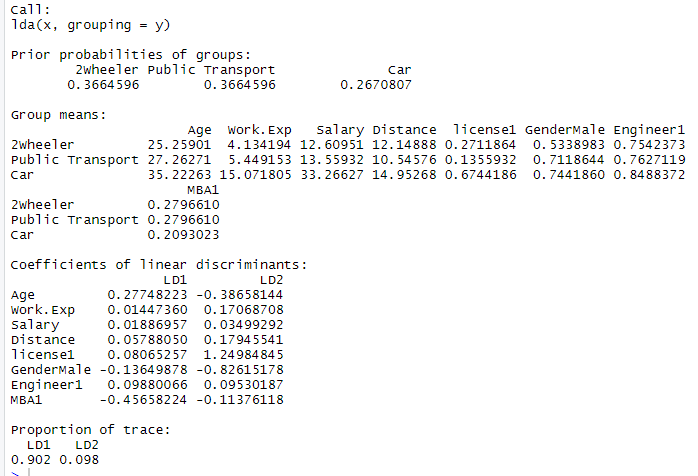 Call:
lda(x, grouping = y)
Prior probabilities of groups:
2Wheeler Public Transport Car
0.3664596 0.3664596 0.2670807
Group means:
Age Work.Exp Salary Distance license1 GenderMale Engineer1
2Wheeler 25.25901 4.134194 12.60951 12.14888 0.2711864 0.5338983 0.7542373
Public Transport 27.26271 5.449153 13.55932 10.54576 0.1355932 0.7118644 0.7627119
Car 35.22263 15.071805 33.26627 14.95268 0.6744186 0.7441860 0.8488372
MBA1
2Wheeler 0.2796610
Public Transport 0.2796610
Car 0.2093023
Coefficients of linear discriminants:
LD1 LD2
Age 0.27748223 -0.38658144
Work.Exp 0.01447360 0.17068708
Salary 0.01886957 0.03499292
Distance 0.05788050 0.17945541
license1 0.08065257 1.24984845
GenderMale -0.13649878 -0.82615178
Engineer1 0.09880066 0.09530187
MBA1 -0.45658224 -0.11376118
Proportion of trace:
LD1 LD2
0.902 0.098